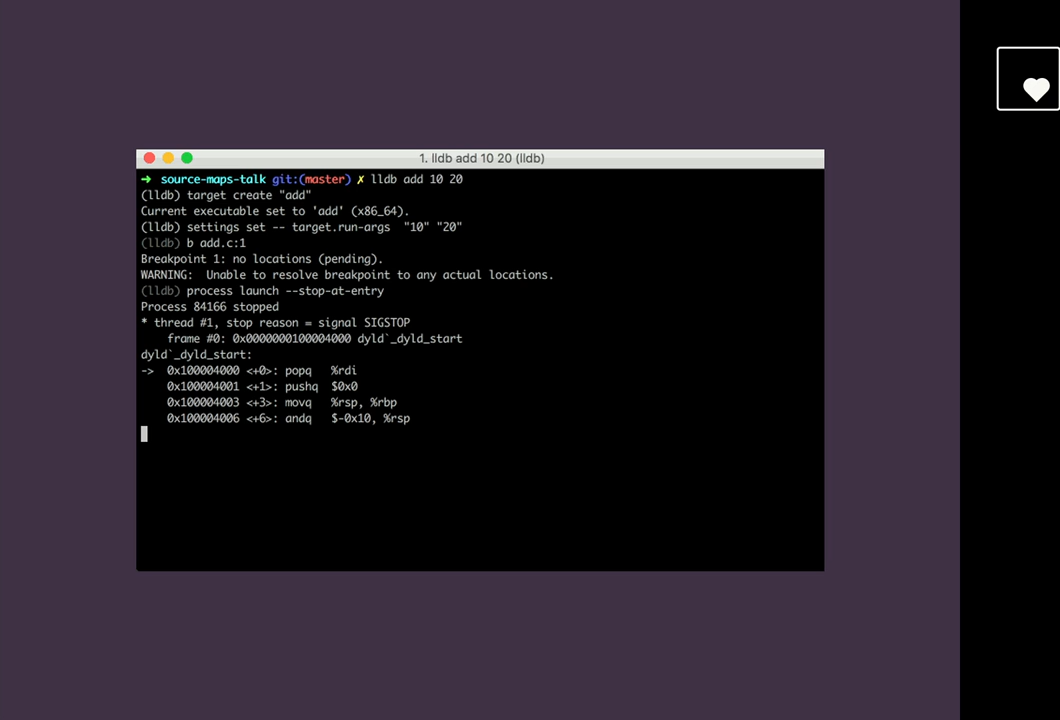 1. lldb add 10 20 (lldb)
➜ source-maps-talk git:(master) ✗ lldb add 10 20
(lldb) target create "add"
Current executable set to 'add' (x86_64).
(lldb) settings set -- target.run-args  "10" "20"
(lldb) b add.c:1
Breakpoint 1: no locations (pending).
WARNING:  Unable to resolve breakpoint to any actual locations.
(lldb) process launch --stop-at-entry
Process 84166 stopped
* thread #1, stop reason = signal SIGSTOP
    frame #0: 0x0000000100004000 dyld`_dyld_start
dyld`_dyld_start:
->  0x100004000 <+0>: popq   %rdi
    0x100004001 <+1>: pushq  $0x0
    0x100004003 <+3>: movq   %rsp, %rbp
    0x100004006 <+6>: andq   $-0x10, %rsp